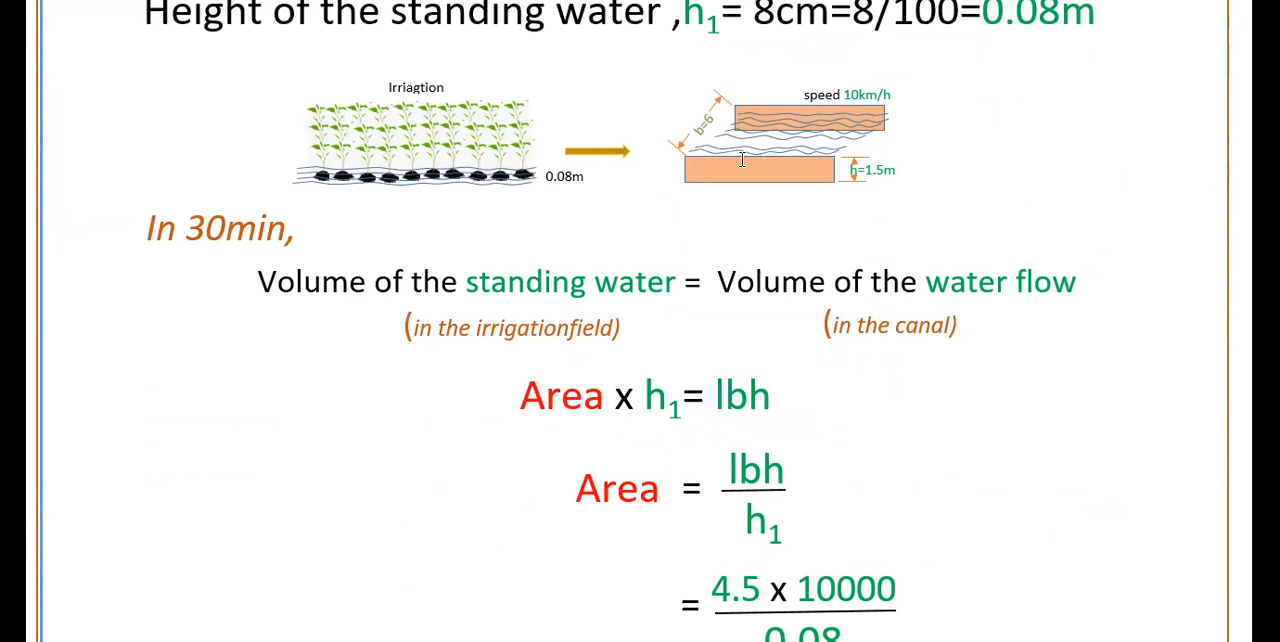 Height of the standing water ,h₁= 8cm=8/100=0.08m
Irriagtion
speed 10km/h
b=6
0.08m
h=1.5m
In 30min,
Volume of the standing water = Volume of the water flow
(in the irrigationfield) (in the canal)
Area x h₁= lbh
Area = lbh
h₁
= 4.5 x 10000
0.08